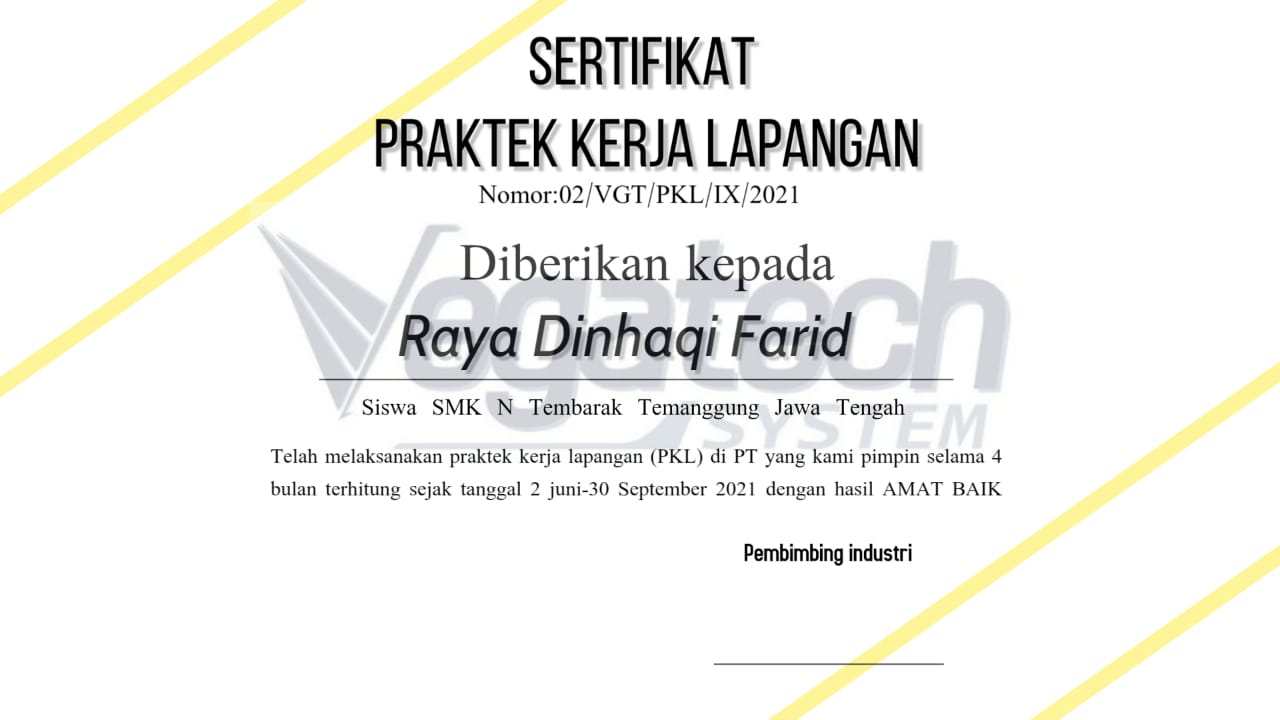 SERTIFIKAT
PRAKTEK KERJA LAPANGAN
Nomor:02/VGT/PKL/IX/2021
Diberikan kepada
Vegatech
Raya Dinhaqi Farid
Siswa SMK N Tembarak Temanggung Jawa Tengah
SYSTEM
Telah melaksanakan praktek kerja lapangan (PKL) di PT yang kami pimpin selama 4
bulan terhitung sejak tanggal 2 juni-30 September 2021 dengan hasil AMAT BAIK
Pembimbing industri